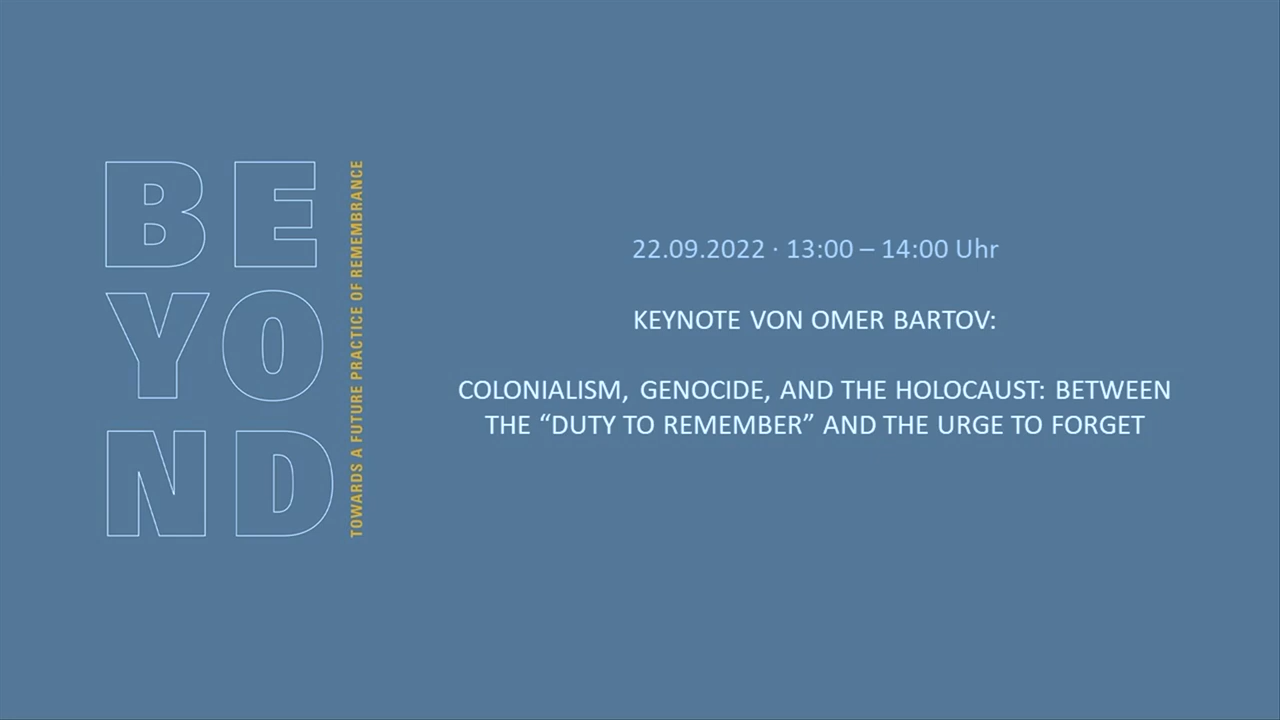 BE
YO
ND
TOWARDS A FUTURE PRACTICE OF REMEMBRANCE
22.09.2022 · 13:00 – 14:00 Uhr
KEYNOTE VON OMER BARTOV:
COLONIALISM, GENOCIDE, AND THE HOLOCAUST: BETWEEN
THE “DUTY TO REMEMBER” AND THE URGE TO FORGET